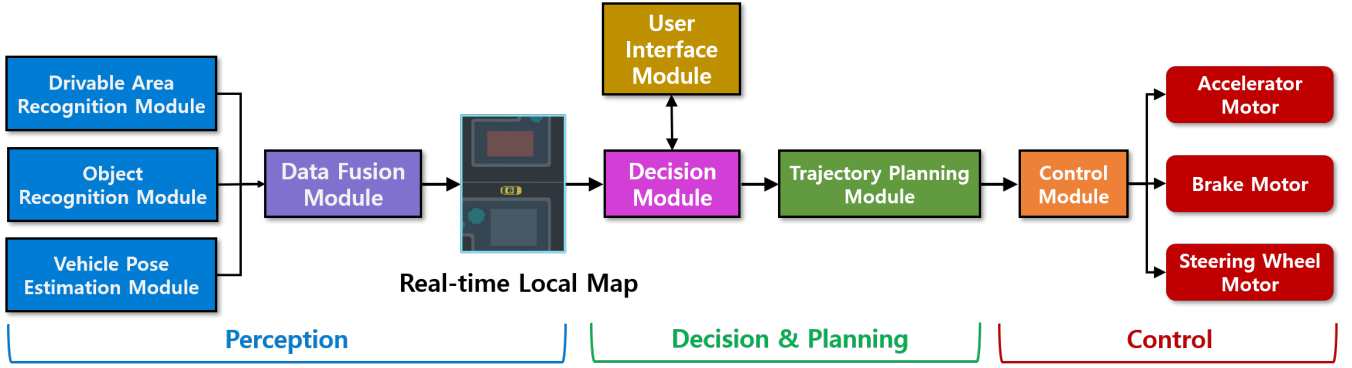 Drivable Area
Recognition Module
Object
Recognition Module
Vehicle Pose
Estimation Module
Data Fusion
Module
Real-time Local Map
User
Interface
Module
Decision
Module
Trajectory Planning
Module
Control
Module
Accelerator
Motor
Brake Motor
Steering Wheel
Motor
Perception
Decision & Planning
Control